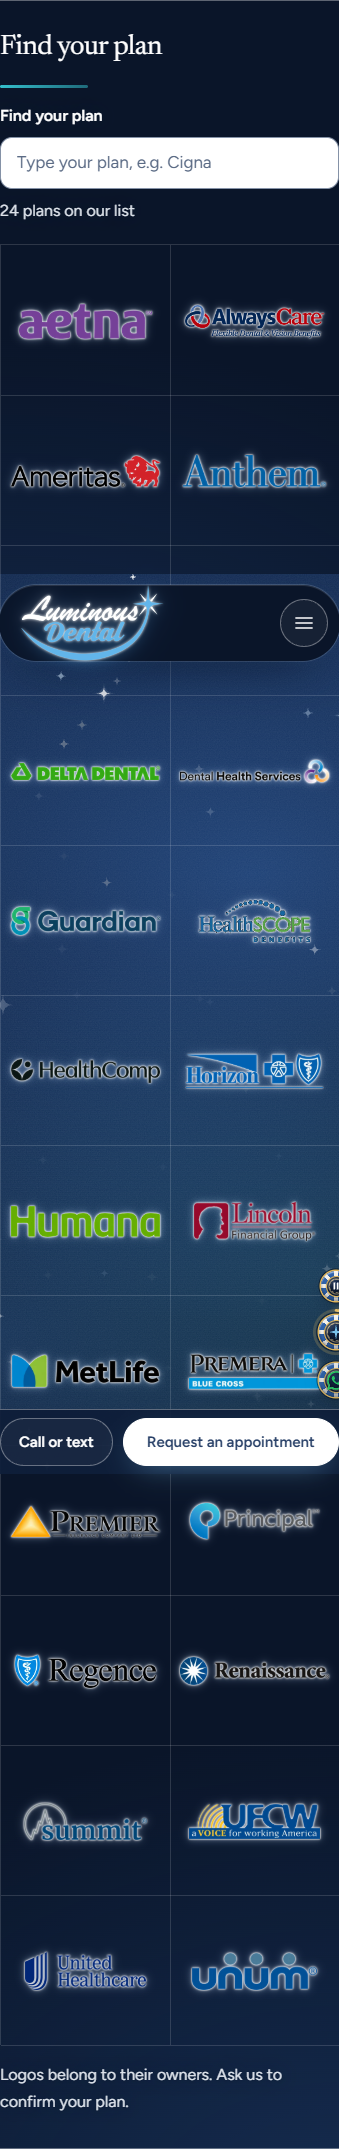 Find your plan
Find your plan
Type your plan, e.g. Cigna
24 plans on our list
aetna
AlwaysCare
Flexible Dental & Vision Benefits
Ameritas
Anthem
Luminous
Dental
DELTA DENTAL
Dental Health Services
Guardian
HealthSCOPE
BENEFITS
HealthComp
Horizon
Humana
Lincoln
Financial Group
MetLife
PREMERA
BLUE CROSS
Call or text
Request an appointment
PREMIER
Principal
Regence
Renaissance
summit
UFCW
a VOICE for working America
United
Healthcare
unum
Logos belong to their owners. Ask us to
confirm your plan.